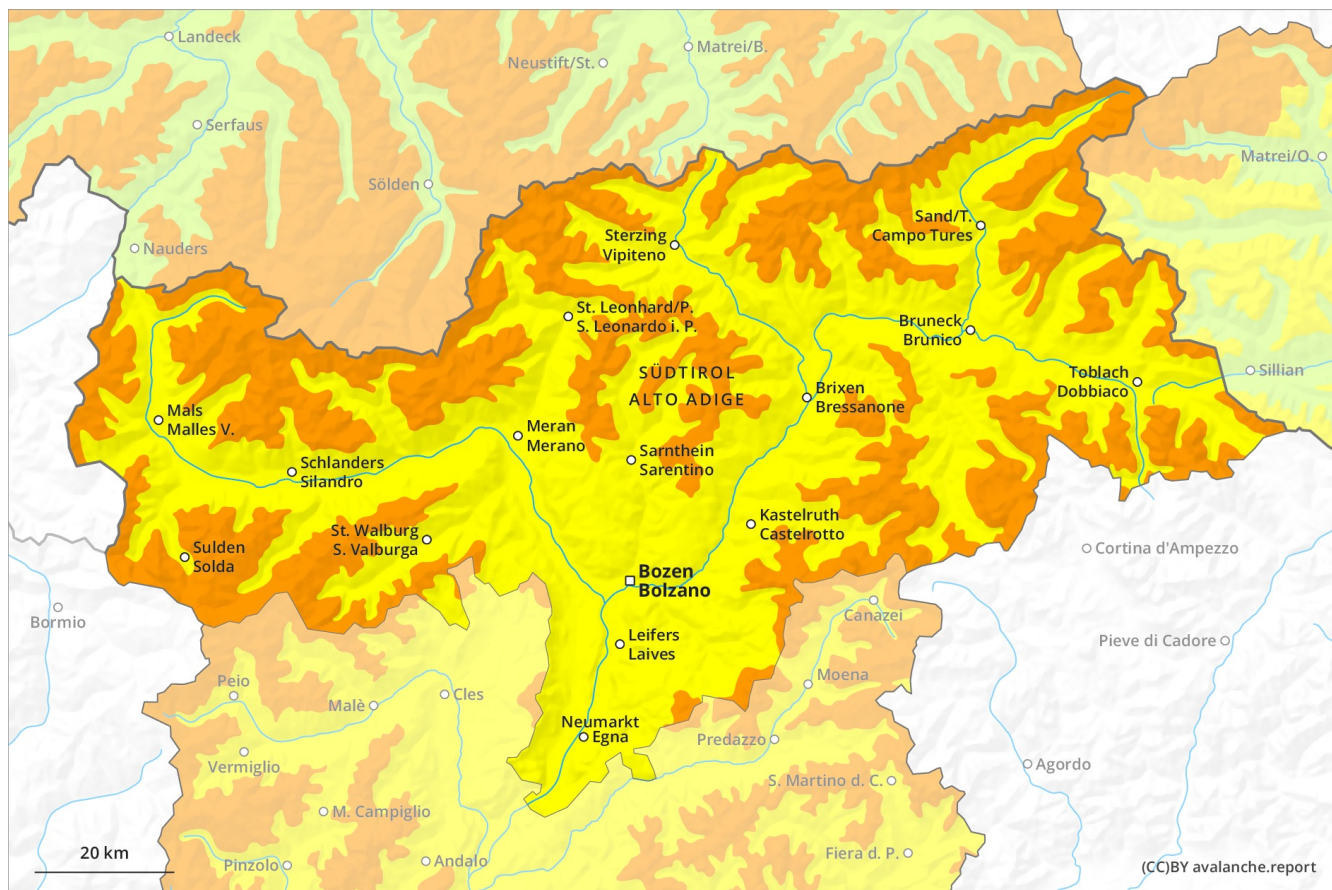 Landeck
Matrei/B.
Neustift/St.
Serfaus
Matrei/O.
Sölden
Sand/T.
Campo Tures
Sterzing
Vipiteno
Nauders
St. Leonhard/P.
S. Leonardo i. P.
Bruneck
Brunico
SÜDTIROL
ALTO ADIGE
Toblach
Dobbiaco
Sillian
Brixen
Bressanone
Mals
Malles V.
Meran
Merano
Schlanders
Silandro
Sarnthein
Sarentino
Kastelruth
Castelrotto
St. Walburg
S. Valburga
Sulden
Solda
Cortina d'Ampezzo
Bozen
Bolzano
Bormio
Canazei
Leifers
Laives
Pieve di Cadore
Peio
Moena
Cles
Malè
Neumarkt
Egna
Predazzo
Vermiglio
Agordo
S. Martino d. C.
M. Campiglio
20 km
Pinzolo
Andalo
Fiera d. P.
(CC)BY avalanche.report